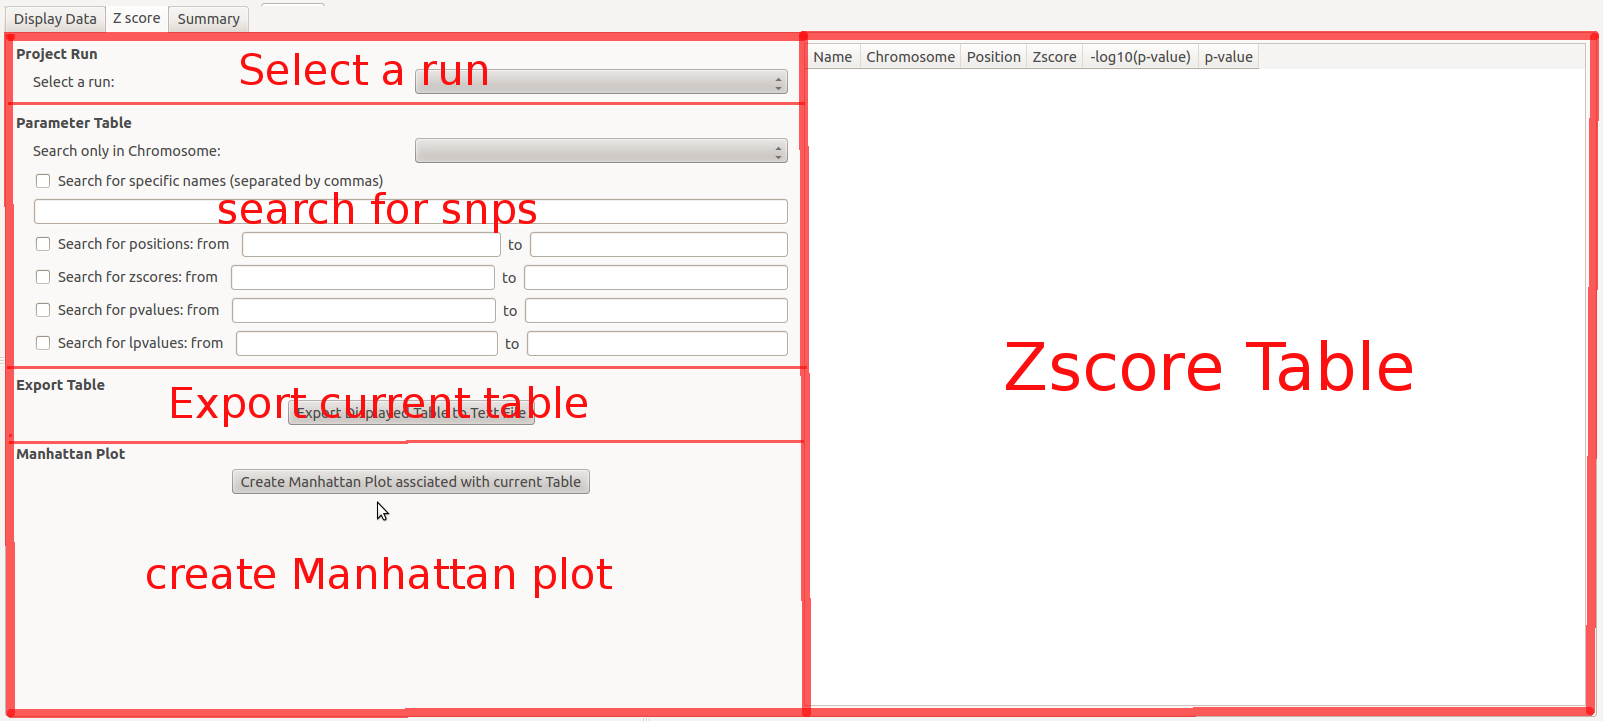 Display Data Z score Summary
Project Run
Select a run
Select a run:
Parameter Table
Search only in Chromosome:
Search for specific names (separated by commas)
search for snps
Search for positions: from to
Search for zscores: from to
Search for pvalues: from to
Search for lpvalues: from to
Export Table
Export current table
Export Displayed Table to Text File
Manhattan Plot
Create Manhattan Plot assciated with current Table
create Manhattan plot
Name Chromosome Position Zscore -log10(p-value) p-value
Zscore Table